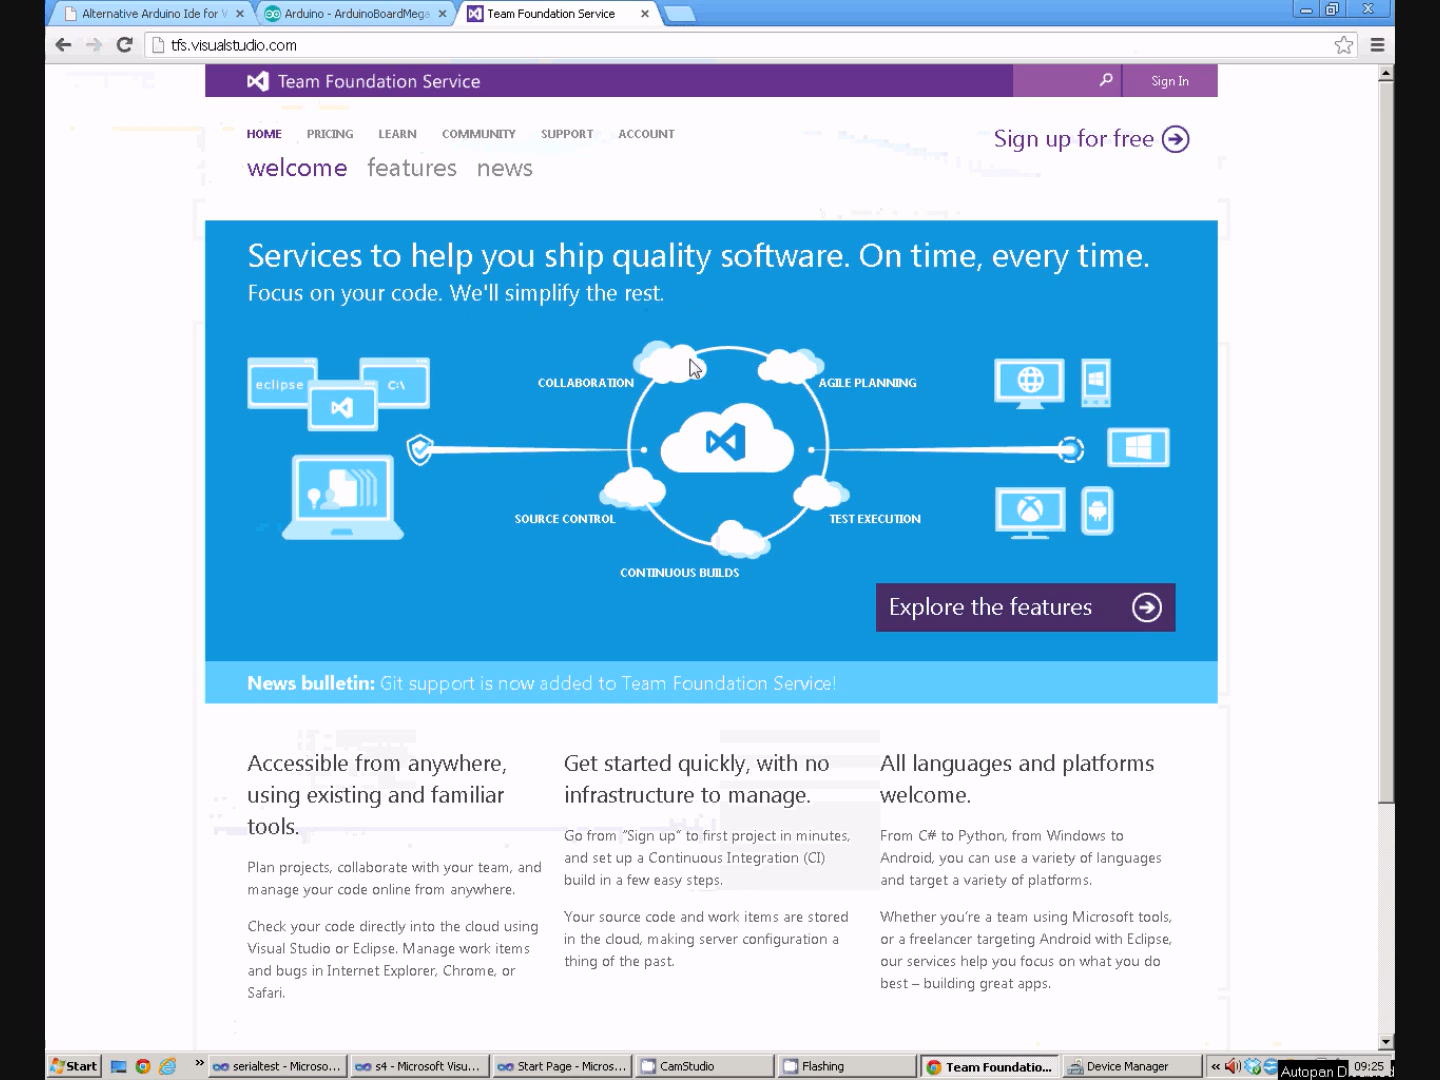 Alternative Arduino Ide for V
Arduino - ArduinoBoardMega
Team Foundation Service
tfs.visualstudio.com
Team Foundation Service
Sign In
HOME PRICING LEARN COMMUNITY SUPPORT ACCOUNT
Sign up for free
welcome features news
Services to help you ship quality software. On time, every time.
Focus on your code. We'll simplify the rest.
eclipse
C:\
COLLABORATION
AGILE PLANNING
SOURCE CONTROL
TEST EXECUTION
CONTINUOUS BUILDS
Explore the features
News bulletin: Git support is now added to Team Foundation Service!
Accessible from anywhere,
using existing and familiar
tools.
Plan projects, collaborate with your team, and
manage your code online from anywhere.
Check your code directly into the cloud using
Visual Studio or Eclipse. Manage work items
and bugs in Internet Explorer, Chrome, or
Safari.
Get started quickly, with no
infrastructure to manage.
Go from "Sign up" to first project in minutes,
and set up a Continuous Integration (CI)
build in a few easy steps.
Your source code and work items are stored
in the cloud, making server configuration a
thing of the past.
All languages and platforms
welcome.
From C# to Python, from Windows to
Android, you can use a variety of languages
and target a variety of platforms.
Whether you're a team using Microsoft tools,
or a freelancer targeting Android with Eclipse,
our services help you focus on what you do
best – building great apps.
Start
serialtest - Microso...
s4 - Microsoft Visu...
Start Page - Micros...
CamStudio
Flashing
Team Foundatio...
Device Manager
Autopan D
09:25